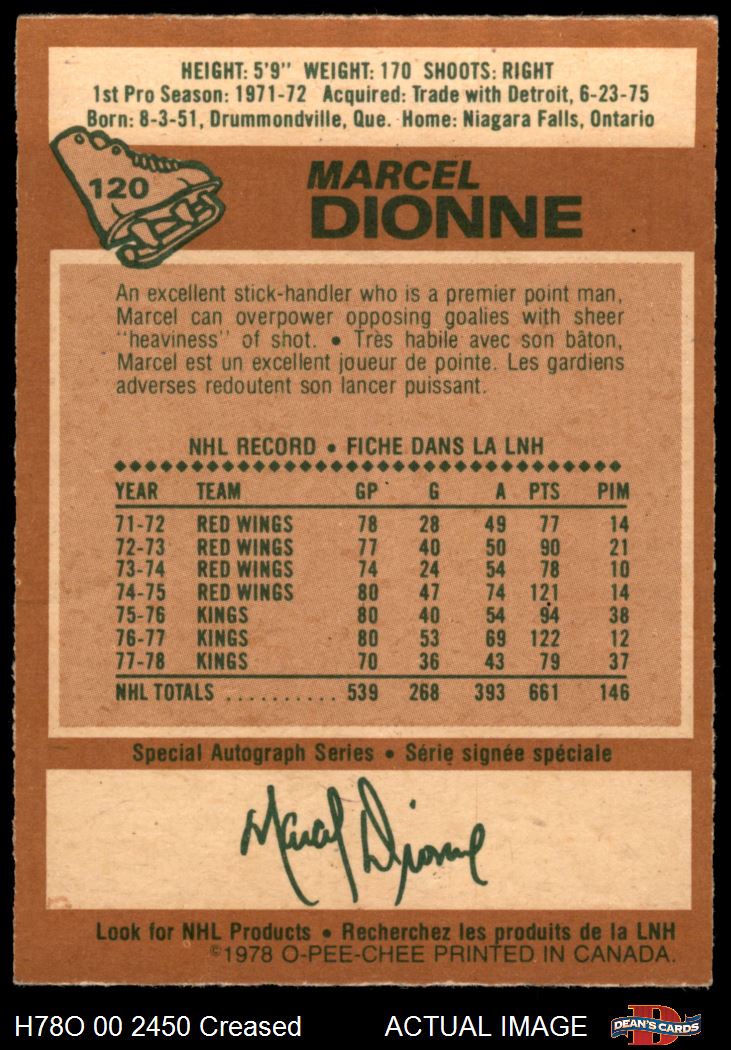 HEIGHT: 5'9" WEIGHT: 170 SHOOTS: RIGHT
1st Pro Season: 1971-72 Acquired: Trade with Detroit, 6-23-75
Born: 8-3-51, Drummondville, Que. Home: Niagara Falls, Ontario
120
MARCEL
DIONNE
An excellent stick-handler who is a premier point man,
Marcel can overpower opposing goalies with sheer
"heaviness" of shot. • Très habile avec son bâton,
Marcel est un excellent joueur de pointe. Les gardiens
adverses redoutent son lancer puissant.
NHL RECORD • FICHE DANS LA LNH
YEAR TEAM GP G A PTS PIM
71-72 RED WINGS 78 28 49 77 14
72-73 RED WINGS 77 40 50 90 21
73-74 RED WINGS 74 24 54 78 10
74-75 RED WINGS 80 47 74 121 14
75-76 KINGS 80 40 54 94 38
76-77 KINGS 80 53 69 122 12
77-78 KINGS 70 36 43 79 37
NHL TOTALS .......... 539 268 393 661 146
Special Autograph Series • Série signée spéciale
Marcel Dionne
Look for NHL Products • Recherchez les produits de la LNH
©1978 O-PEE-CHEE PRINTED IN CANADA.
H78O 00 2450 Creased ACTUAL IMAGE
D
DEAN'S CARDS